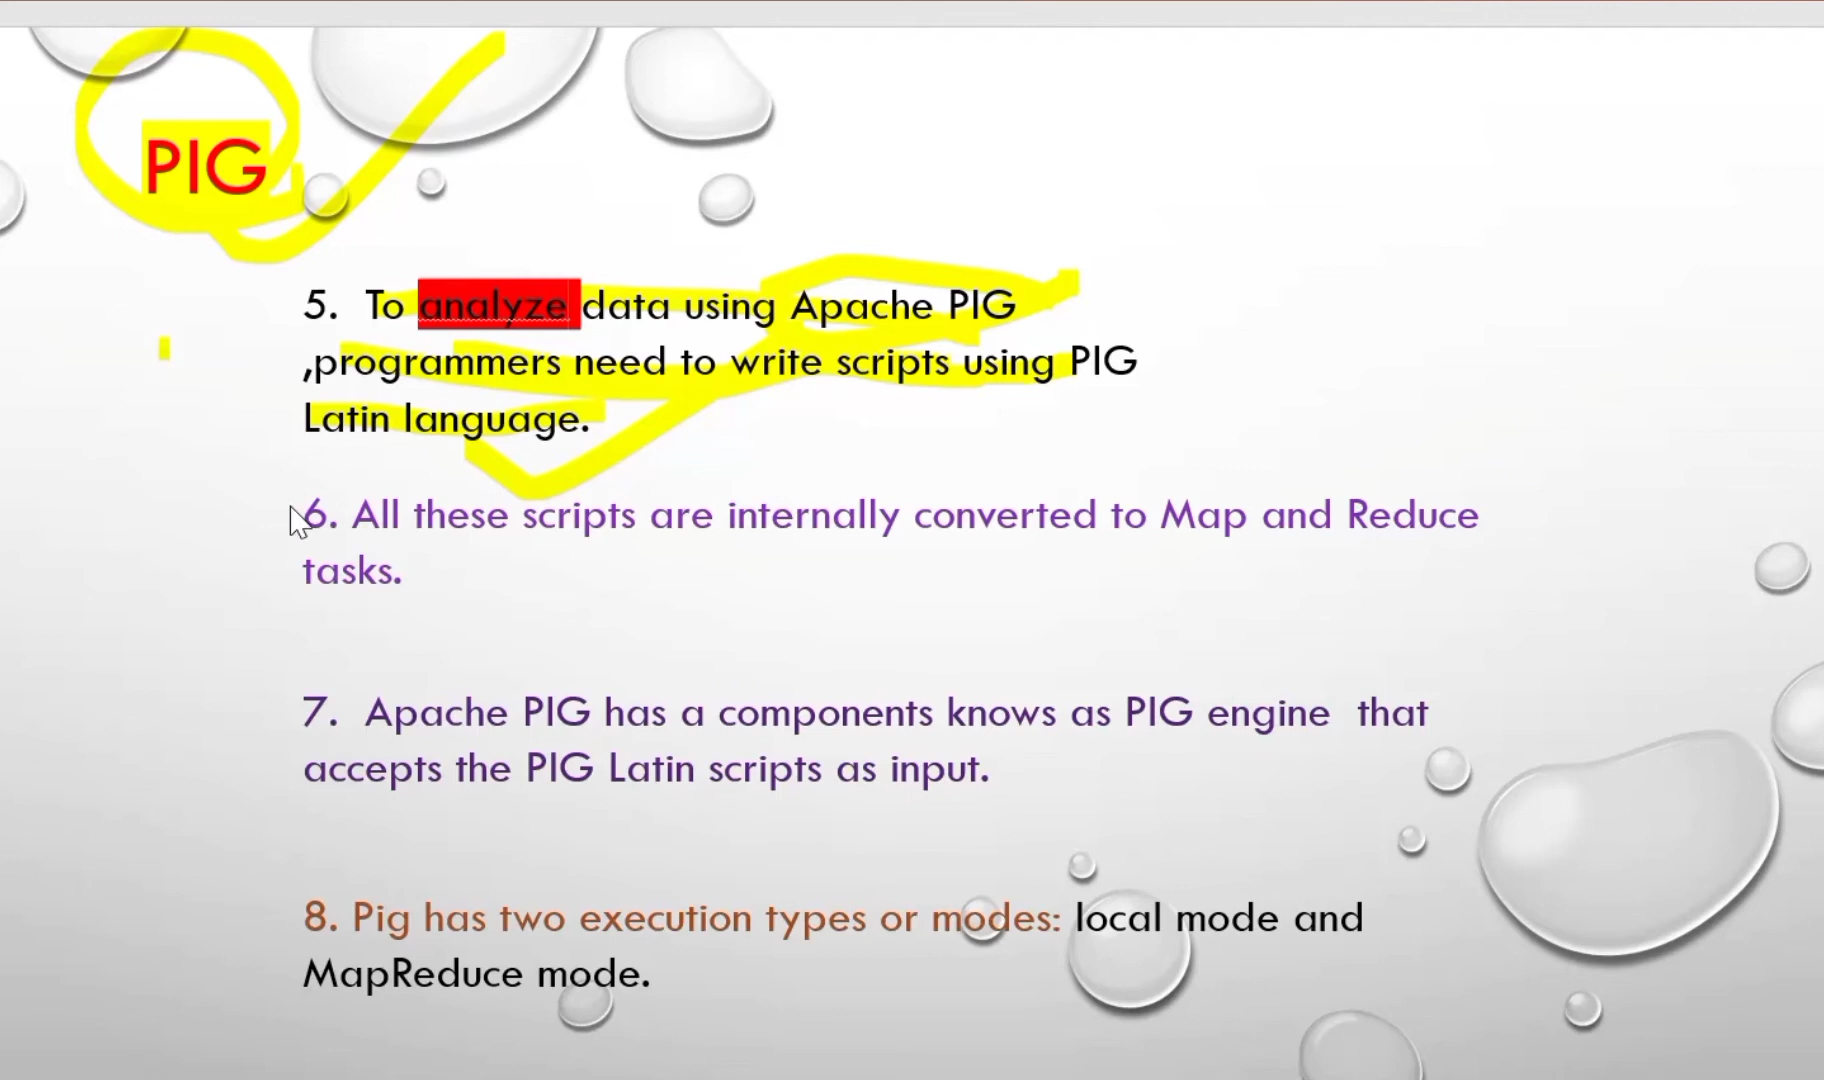 PIG
5. To analyze data using Apache PIG
,programmers need to write scripts using PIG
Latin language.
6. All these scripts are internally converted to Map and Reduce
tasks.
7. Apache PIG has a components knows as PIG engine that
accepts the PIG Latin scripts as input.
8. Pig has two execution types or modes: local mode and
MapReduce mode.